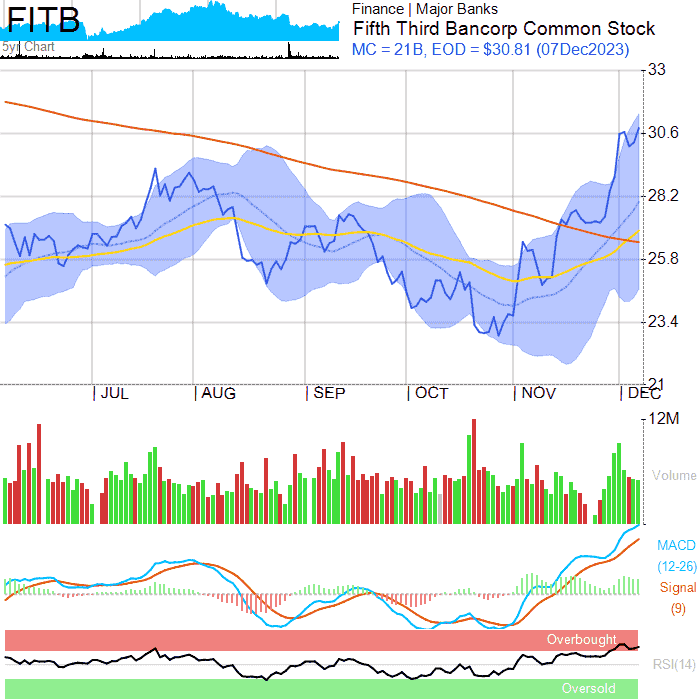 FITB
5yr Chart
Finance | Major Banks
Fifth Third Bancorp Common Stock
MC = 21B, EOD = $30.81 (07Dec2023)
33
30.6
28.2
25.8
23.4
21
JUL AUG SEP OCT NOV DEC
12M
Volume
MACD
(12-26)
Signal
(9)
Overbought
RSI(14)
Oversold